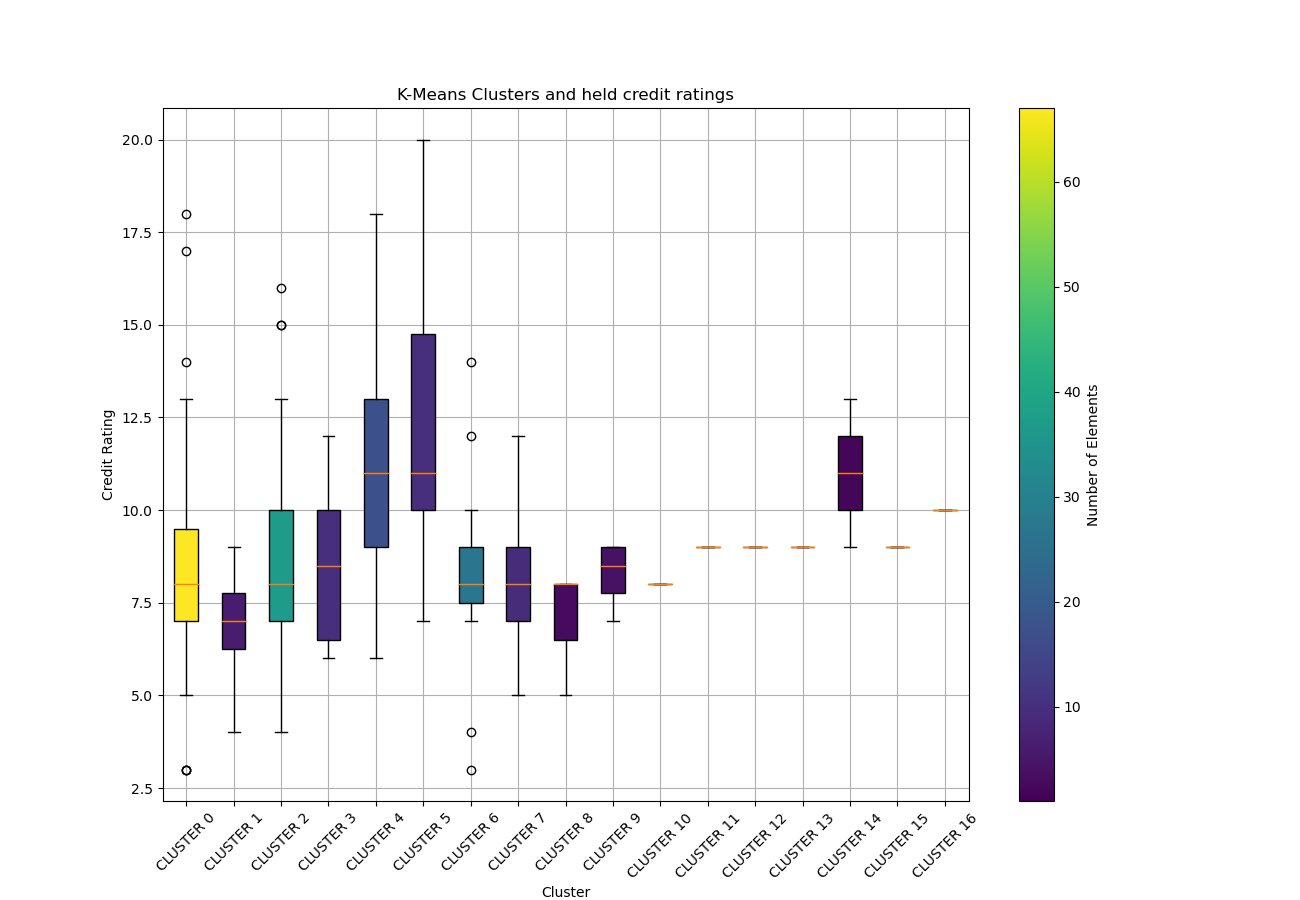 K-Means Clusters and held credit ratings
20.0
17.5
15.0
12.5
10.0
7.5
5.0
2.5
Credit Rating
CLUSTER 0
CLUSTER 1
CLUSTER 2
CLUSTER 3
CLUSTER 4
CLUSTER 5
CLUSTER 6
CLUSTER 7
CLUSTER 8
CLUSTER 9
CLUSTER 10
CLUSTER 11
CLUSTER 12
CLUSTER 13
CLUSTER 14
CLUSTER 15
CLUSTER 16
Cluster
60
50
40
30
20
10
Number of Elements